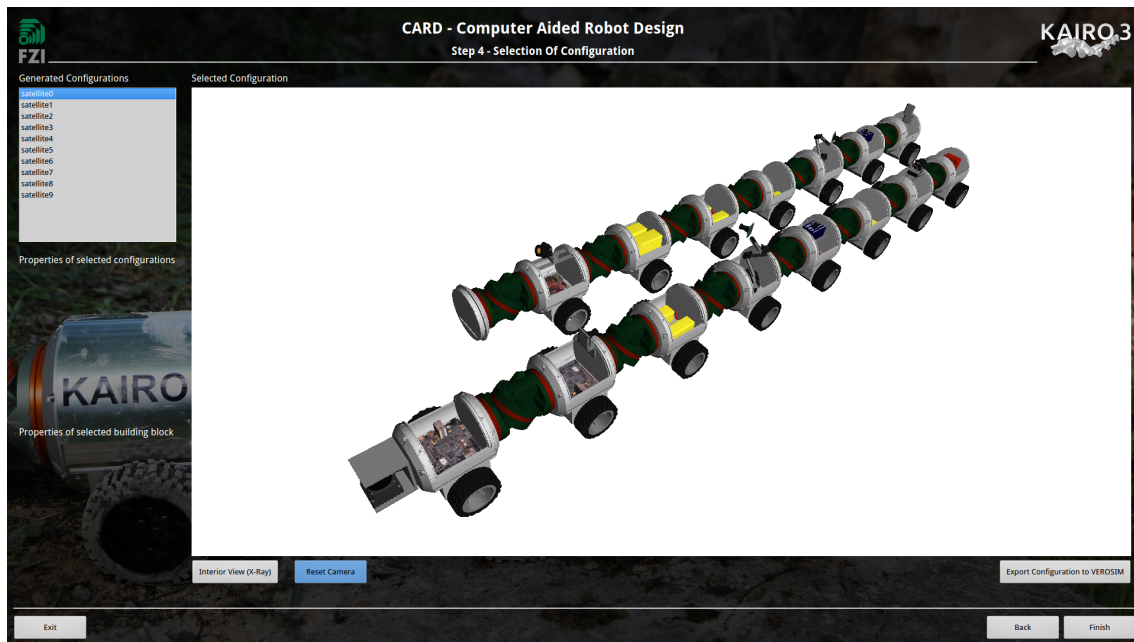 CARD - Computer Aided Robot Design
Step 4 - Selection Of Configuration
FZI
KAIRO 3
Generated Configurations
Selected Configuration
satellite0
satellite1
satellite2
satellite3
satellite4
satellite5
satellite6
satellite7
satellite8
satellite9
Properties of selected configurations
KAIRO
Properties of selected building block
Interior View (X-Ray)
Reset Camera
Export Configuration to VEROSIM
Exit
Back
Finish